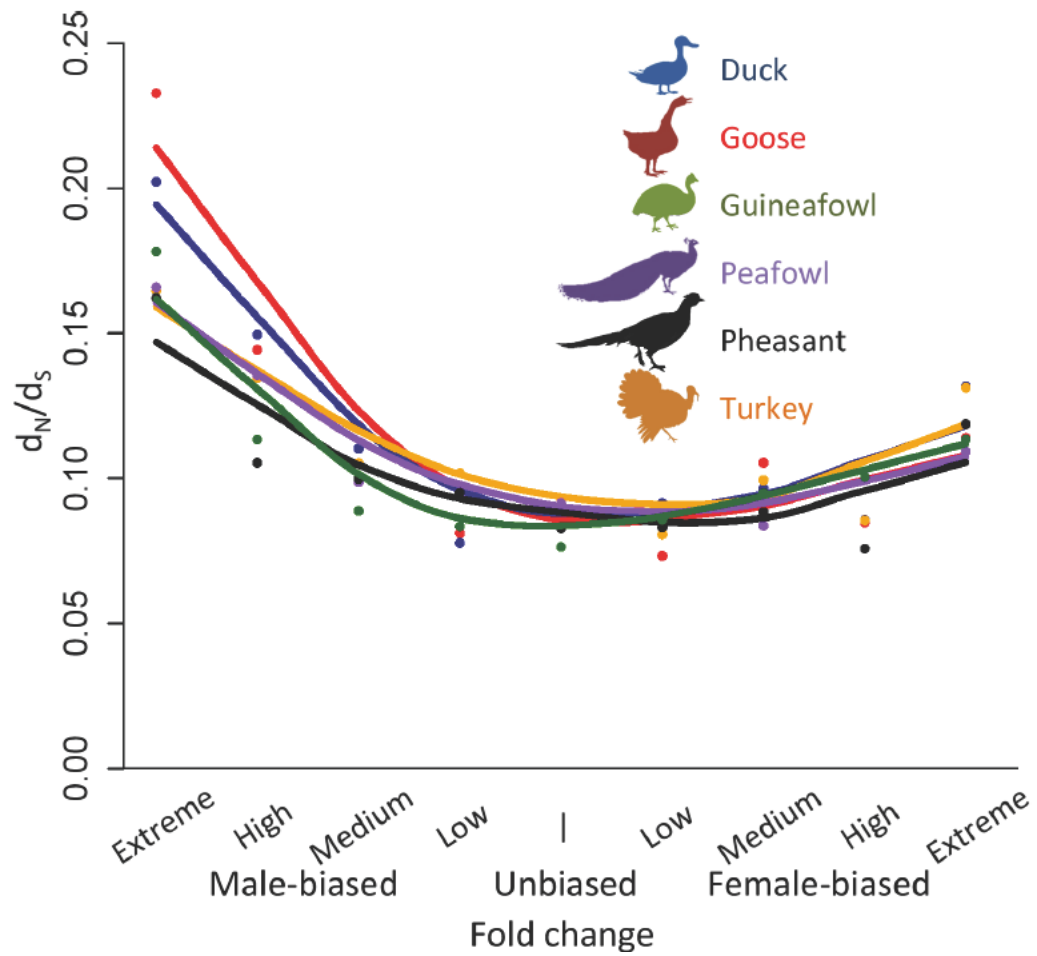 0.25
0.20
0.15
0.10
0.05
0.00
dN/dS
Duck
Goose
Guineafowl
Peafowl
Pheasant
Turkey
Extreme High Medium Low | Low Medium High Extreme
Male-biased Unbiased Female-biased
Fold change